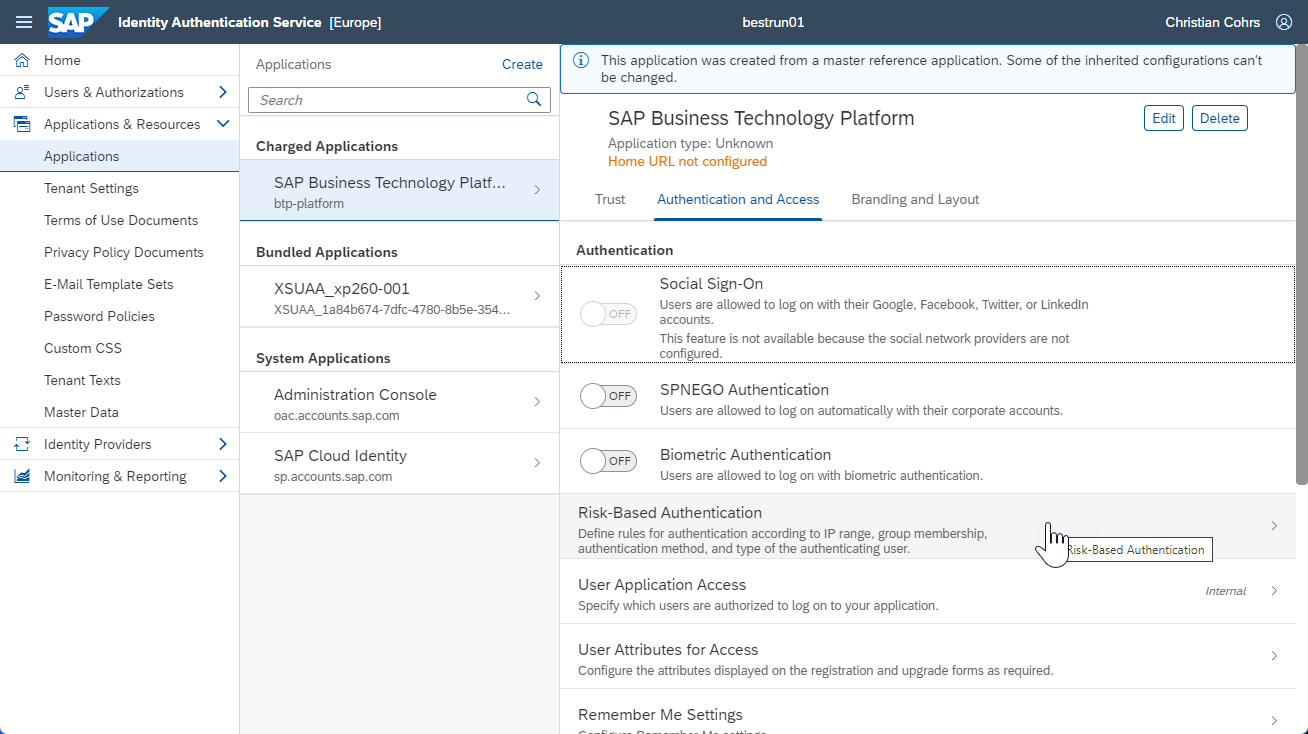 SAP Identity Authentication Service [Europe]
bestrun01
Christian Cohrs
Home
Users & Authorizations
Applications & Resources
Applications
Tenant Settings
Terms of Use Documents
Privacy Policy Documents
E-Mail Template Sets
Password Policies
Custom CSS
Tenant Texts
Master Data
Identity Providers
Monitoring & Reporting
Applications
Create
Search
Charged Applications
SAP Business Technology Platf...
btp-platform
Bundled Applications
XSUAA_xp260-001
XSUAA_1a84b674-7dfc-4780-8b5e-354...
System Applications
Administration Console
oac.accounts.sap.com
SAP Cloud Identity
sp.accounts.sap.com
This application was created from a master reference application. Some of the inherited configurations can't
be changed.
SAP Business Technology Platform
Edit
Delete
Application type: Unknown
Home URL not configured
Trust
Authentication and Access
Branding and Layout
Authentication
Social Sign-On
OFF
Users are allowed to log on with their Google, Facebook, Twitter, or LinkedIn
accounts.
This feature is not available because the social network providers are not
configured.
SPNEGO Authentication
OFF
Users are allowed to log on automatically with their corporate accounts.
Biometric Authentication
OFF
Users are allowed to log on with biometric authentication.
Risk-Based Authentication
Define rules for authentication according to IP range, group membership,
authentication method, and type of the authenticating user.
Risk-Based Authentication
User Application Access
Internal
Specify which users are authorized to log on to your application.
User Attributes for Access
Configure the attributes displayed on the registration and upgrade forms as required.
Remember Me Settings
Configure Remember Me settings